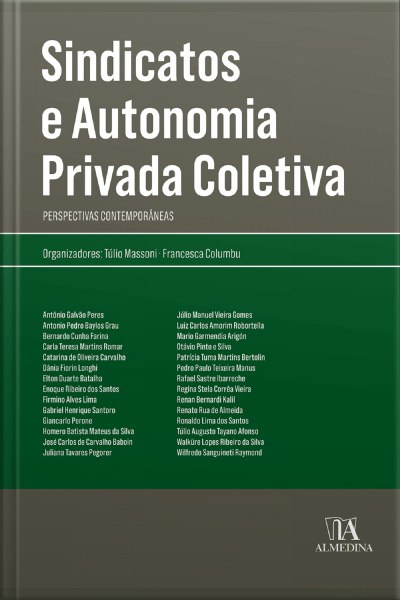 Sindicatos
e Autonomia
Privada Coletiva
PERSPECTIVAS CONTEMPORÂNEAS
Organizadores: Túlio Massoni · Francesca Columbu
Antônio Galvão Peres
Antonio Pedro Baylos Grau
Bernardo Cunha Farina
Carla Teresa Martins Romar
Catarina de Oliveira Carvalho
Dânia Fiorin Longhi
Elton Duarte Batalha
Enoque Ribeiro dos Santos
Firmino Alves Lima
Gabriel Henrique Santoro
Giancarlo Perone
Homero Batista Mateus da Silva
José Carlos de Carvalho Baboin
Juliana Tavares Pegorer
Júlio Manuel Vieira Gomes
Luiz Carlos Amorim Robortella
Mario Garmendia Arigón
Otávio Pinto e Silva
Patrícia Tuma Martins Bertolin
Pedro Paulo Teixeira Manus
Rafael Sastre Ibarreche
Regina Stela Corrêa Vieira
Renan Bernardi Kalil
Renato Rua de Almeida
Ronaldo Lima dos Santos
Túlio Augusto Tayano Afonso
Walküre Lopes Ribeiro da Silva
Wilfredo Sanguineti Raymond
ALMEDINA